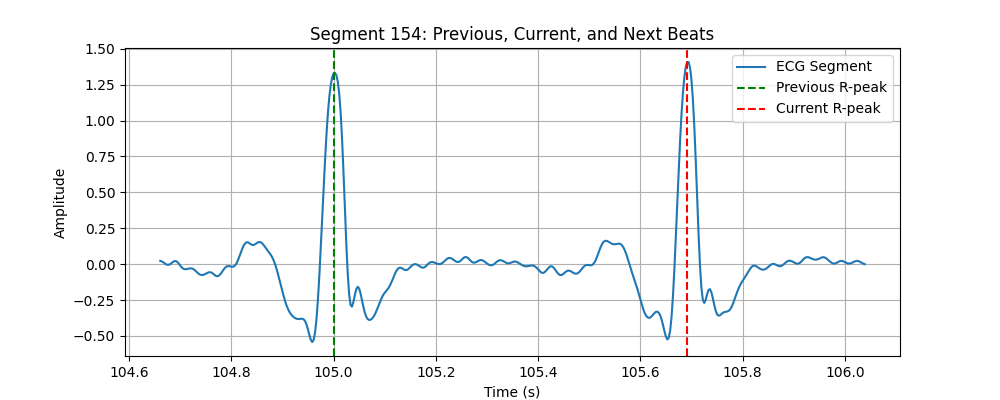 Segment 154: Previous, Current, and Next Beats
ECG Segment
Previous R-peak
Current R-peak
Amplitude
1.50
1.25
1.00
0.75
0.50
0.25
0.00
−0.25
−0.50
104.6 104.8 105.0 105.2 105.4 105.6 105.8 106.0
Time (s)